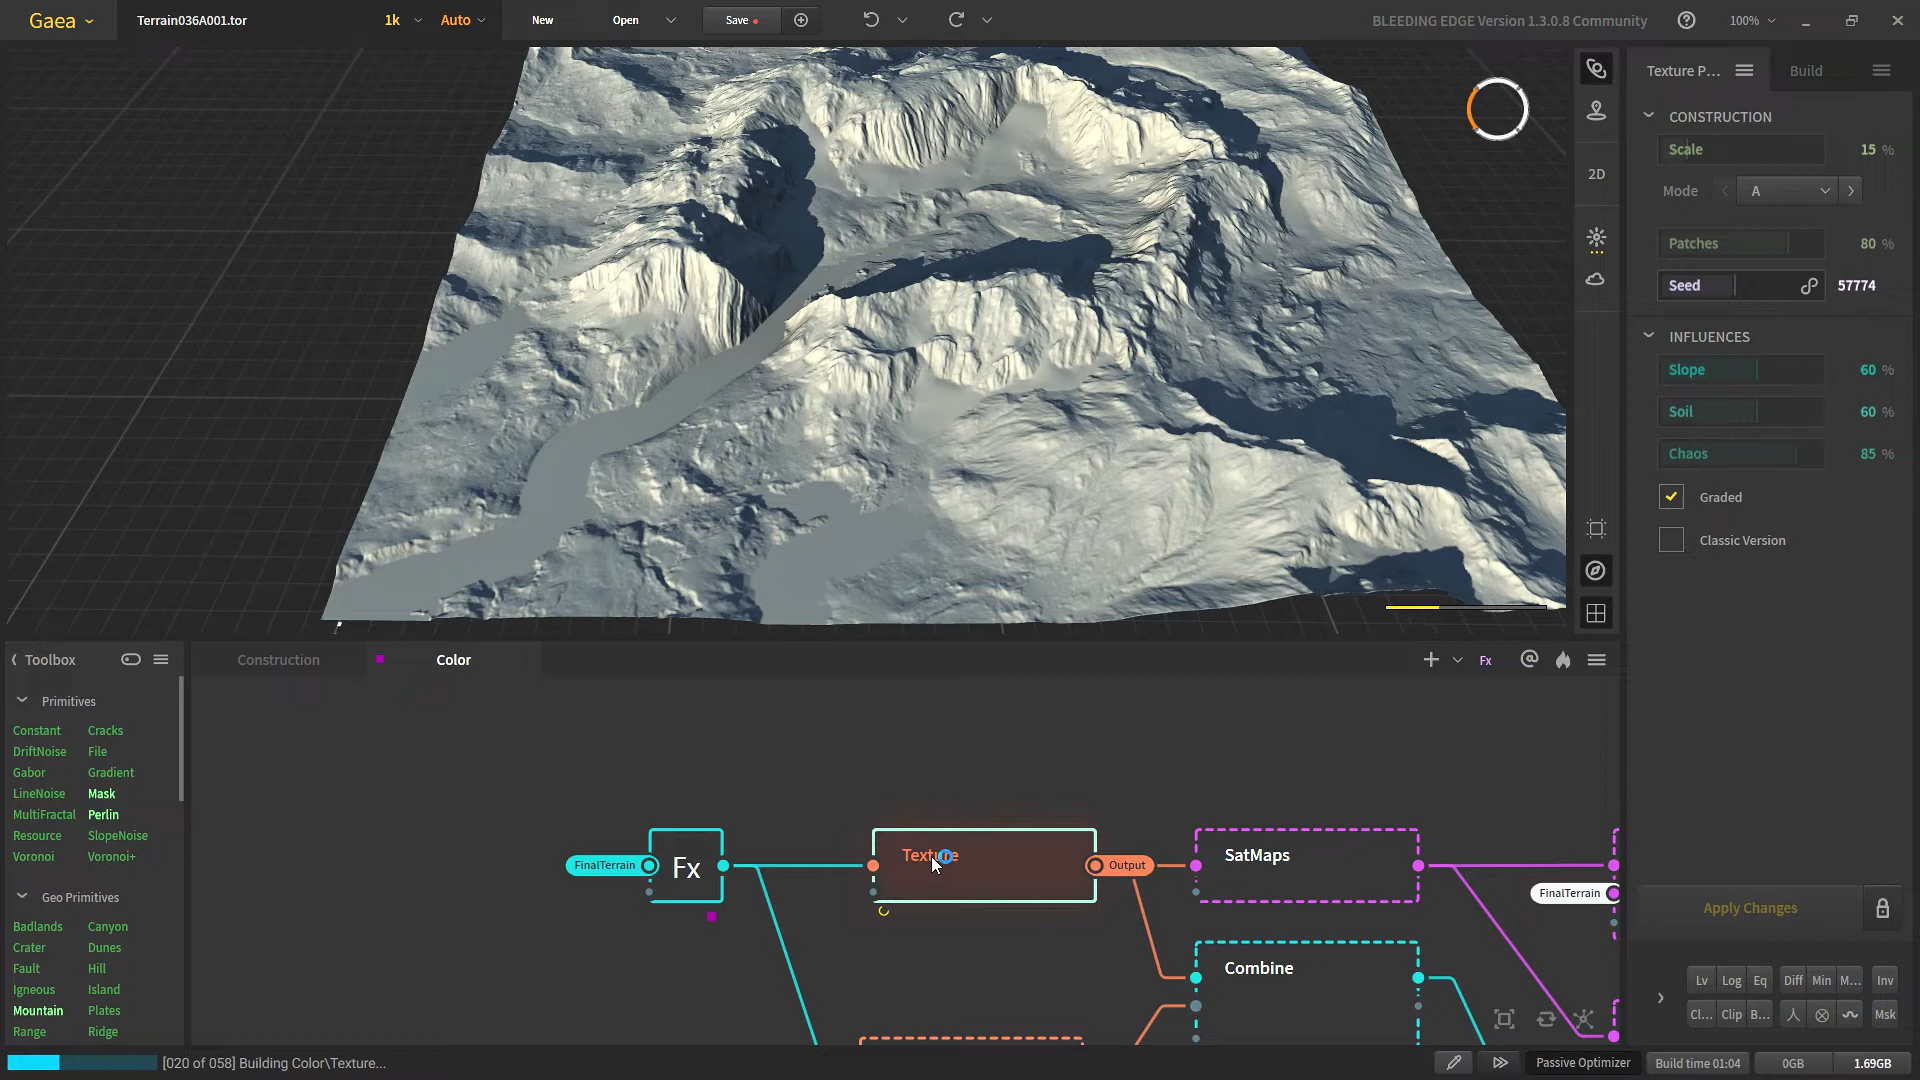 Gaea
Terrain036A001.tor
1k
Auto
New
Open
Save
BLEEDING EDGE Version 1.3.0.8 Community
100%
Texture P...
Build
CONSTRUCTION
Scale
15 %
2D
Mode
A
Patches
80 %
Seed
57774
INFLUENCES
Slope
60 %
Soil
60 %
Chaos
85 %
Graded
Classic Version
Toolbox
Construction
Color
Fx
Primitives
Constant Cracks
DriftNoise File
Gabor Gradient
LineNoise Mask
MultiFractal Perlin
Resource SlopeNoise
Voronoi Voronoi+
Geo Primitives
Badlands Canyon
Crater Dunes
Fault Hill
Igneous Island
Mountain Plates
Range Ridge
FinalTerrain
Fx
Texture
Output
SatMaps
FinalTerrain
Combine
Apply Changes
Lv Log Eq Diff Min M... Inv
Cl... Clip B... Msk
[020 of 058] Building Color\Texture...
Passive Optimizer
Build time 01:04
0GB
1.69GB